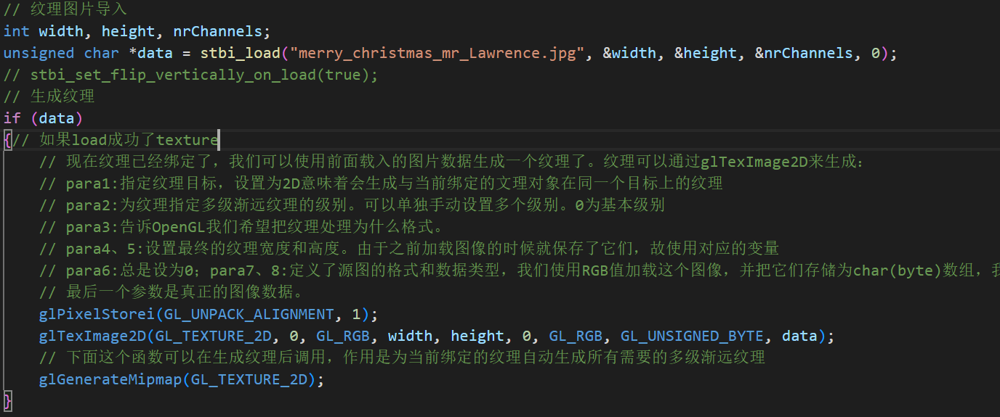 // 纹理图片导入
int width, height, nrChannels;
unsigned char *data = stbi_load("merry_christmas_mr_Lawrence.jpg", &width, &height, &nrChannels, 0);
// stbi_set_flip_vertically_on_load(true);
// 生成纹理
if (data)
{// 如果load成功了texture
// 现在纹理已经绑定了，我们可以使用前面载入的图片数据生成一个纹理了。纹理可以通过glTexImage2D来生成：
// para1:指定纹理目标，设置为2D意味着会生成与当前绑定的文理对象在同一个目标上的纹理
// para2:为纹理指定多级渐远纹理的级别。可以单独手动设置多个级别。0为基本级别
// para3:告诉OpenGL我们希望把纹理处理为什么格式。
// para4、5:设置最终的纹理宽度和高度。由于之前加载图像的时候就保存了它们，故使用对应的变量
// para6:总是设为0；para7、8:定义了源图的格式和数据类型，我们使用RGB值加载这个图像，并把它们存储为char(byte)数组，
// 最后一个参数是真正的图像数据。
glPixelStorei(GL_UNPACK_ALIGNMENT, 1);
glTexImage2D(GL_TEXTURE_2D, 0, GL_RGB, width, height, 0, GL_RGB, GL_UNSIGNED_BYTE, data);
// 下面这个函数可以在生成纹理后调用，作用是为当前绑定的纹理自动生成所有需要的多级渐远纹理
glGenerateMipmap(GL_TEXTURE_2D);
}